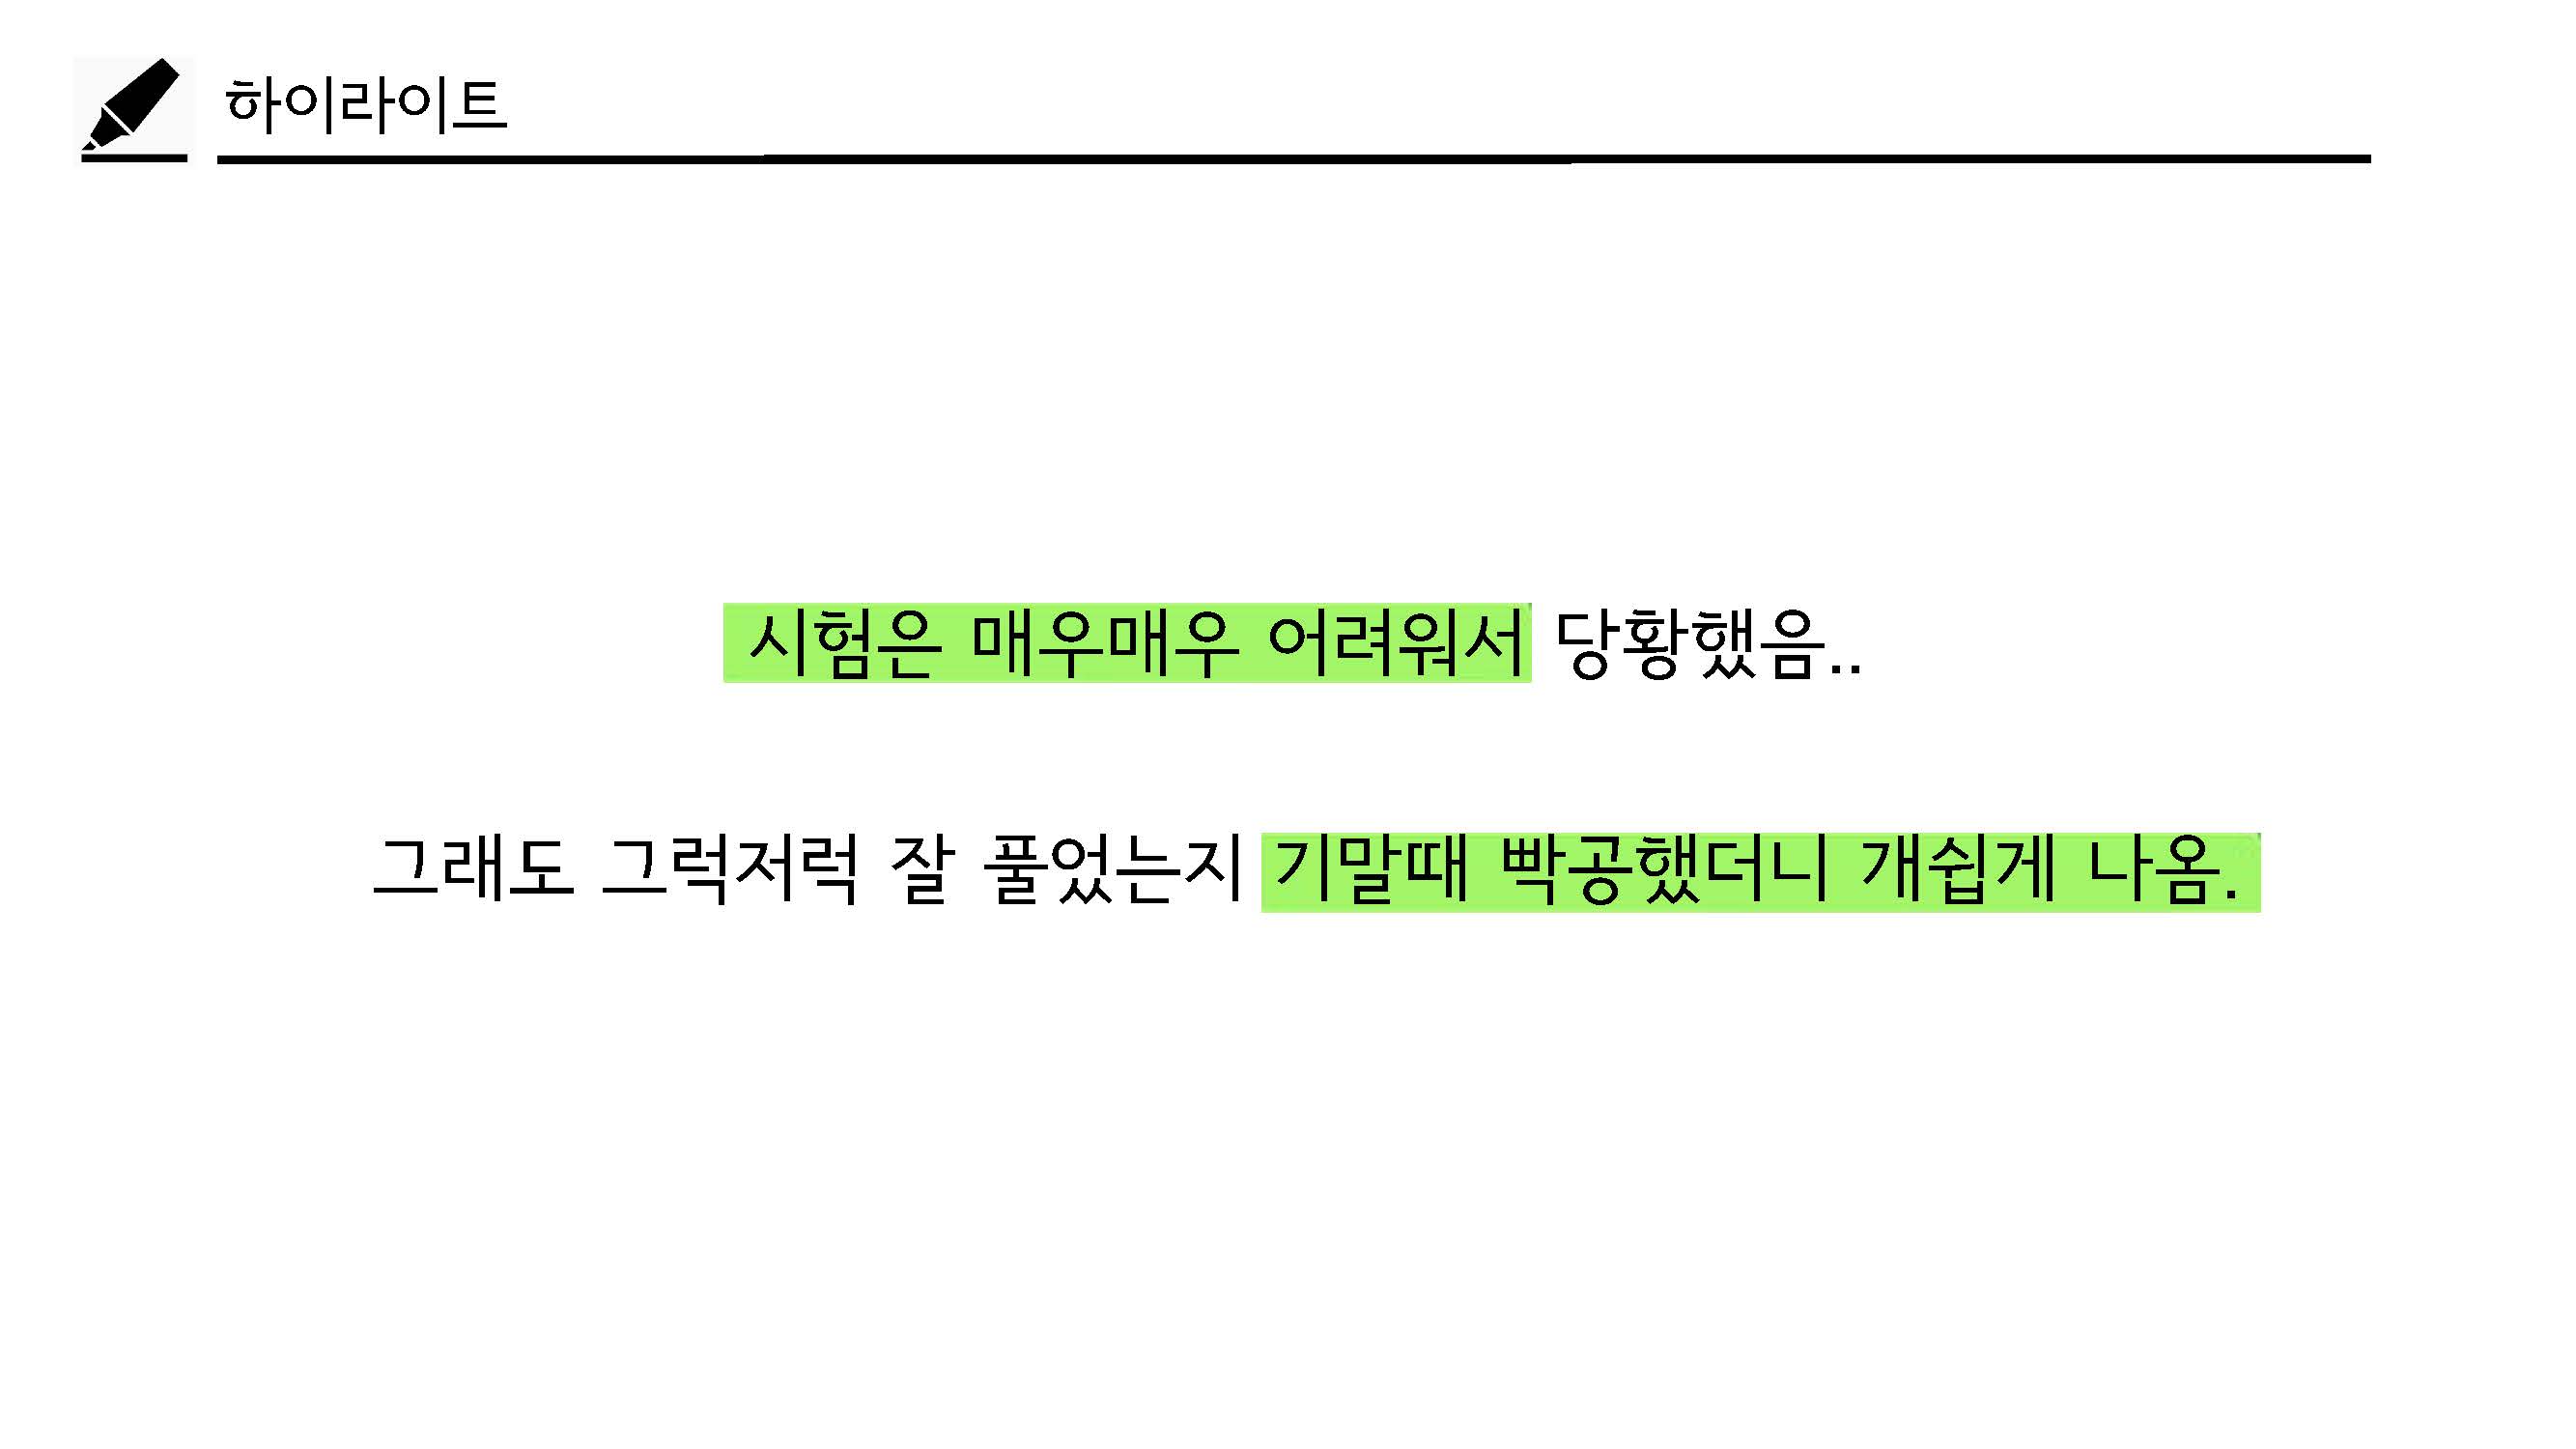 하이라이트
시험은 매우매우 어려워서 당황했음..
그래도 그럭저럭 잘 풀었는지 기말때 빡공했더니 개쉽게 나옴.